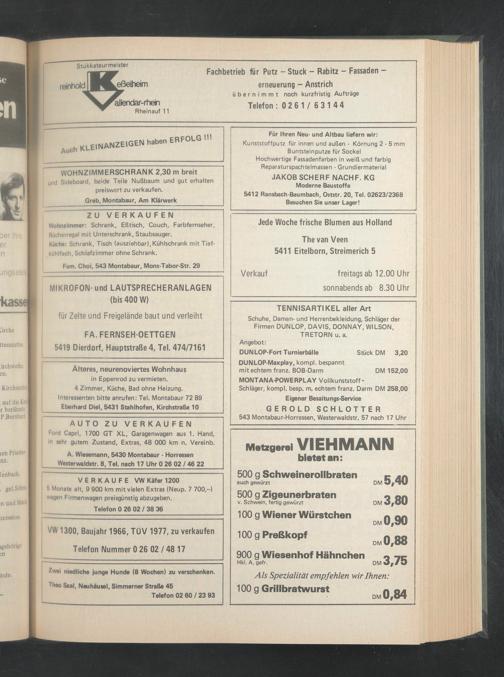 Stukkateurmeister
reinhold Keßelheim
Vallendar-rhein
Rheinauf 11
Fachbetrieb für Putz – Stuck – Rabitz – Fassaden –
erneuerung – Anstrich
übernimmt noch kurzfristig Aufträge
Telefon: 0261/63144
Auch KLEINANZEIGEN haben ERFOLG !!!
WOHNZIMMERSCHRANK 2,30 m breit
und Sideboard, beide Teile Nußbaum und gut erhalten
preiswert zu verkaufen.
Greb, Montabaur, Am Klärwerk
ZU VERKAUFEN
Wohnzimmer: Schrank, Eßtisch, Couch, Farbfernseher,
Bücherregal mit Unterschrank, Staubsauger.
Küche: Schrank, Tisch (ausziehbar), Kühlschrank mit Tief-
kühlfach, Schlafzimmer ohne Schrank.
Fam. Choi, 543 Montabaur, Mons-Tabor-Str. 29
MIKROFON- und LAUTSPRECHERANLAGEN
(bis 400 W)
für Zelte und Freigelände baut und verleiht
FA. FERNSEH-OETTGEN
5419 Dierdorf, Hauptstraße 4, Tel. 474/7161
Älteres, neurenoviertes Wohnhaus
in Eppenrod zu vermieten.
4 Zimmer, Küche, Bad ohne Heizung.
Interessenten bitte anrufen: Tel. Montabaur 72 89
Eberhard Diel, 5431 Stahlhofen, Kirchstraße 10
AUTO ZU VERKAUFEN
Ford Capri, 1700 GT XL, Garagenwagen aus 1. Hand,
in sehr gutem Zustand, Extras, 48 000 km n. Vereinb.
A. Wiesemann, 5430 Montabaur - Horressen
Westerwaldstr. 8, Tel. nach 17 Uhr 0 26 02 / 46 22
VERKAUFE VW Käfer 1200
5 Monate alt, 9 900 km mit vielen Extras (Neup. 7 700,–)
wegen Firmenwagen preisgünstig abzugeben.
Telefon 0 26 02 / 38 36
VW 1300, Baujahr 1966, TÜV 1977, zu verkaufen
Telefon Nummer 0 26 02 / 48 17
Zwei niedliche junge Hunde (8 Wochen) zu verschenken.
Theo Saal, Neuhäusel, Simmerner Straße 45
Telefon 02 60 / 23 93
Für Ihren Neu- und Altbau liefern wir:
Kunststoffputz für innen und außen - Körnung 2 - 5 mm
Buntsteinputze für Sockel
Hochwertige Fassadenfarben in weiß und farbig
Reparaturspachtelmassen - Grundiermaterial
JAKOB SCHERF NACHF. KG
Moderne Baustoffe
5412 Ransbach-Baumbach, Oststr. 20, Tel. 02623/2368
Besuchen Sie unser Lager!
Jede Woche frische Blumen aus Holland
The van Veen
5411 Eitelborn, Streimerich 5
Verkauf freitags ab 12.00 Uhr
sonnabends ab 8.30 Uhr
TENNISARTIKEL aller Art
Schuhe, Damen- und Herrenbekleidung, Schläger der
Firmen DUNLOP, DAVIS, DONNAY, WILSON,
TRETORN u. a.
Angebot:
DUNLOP-Fort Turnierbälle Stück DM 3,20
DUNLOP-Maxplay, kompl. bespannt
mit echtem franz. BOB-Darm DM 152,00
MONTANA-POWERPLAY Vollkunststoff-
Schläger, kompl. besp. m. echtem franz. Darm DM 258,00
Eigener Besaitungs-Service
GEROLD SCHLOTTER
543 Montabaur-Horressen, Westerwaldstr. 57 nach 17 Uhr
Metzgerei VIEHMANN
bietet an:
500 g Schweinerollbraten
auch gewürzt DM 5,40
500 g Zigeunerbraten
v. Schwein, fertig gewürzt DM 3,80
100 g Wiener Würstchen
DM 0,90
100 g Preßkopf
DM 0,88
900 g Wiesenhof Hähnchen
Hkl. A, gefr. DM 3,75
Als Spezialität empfehlen wir Ihnen:
100 g Grillbratwurst
DM 0,84